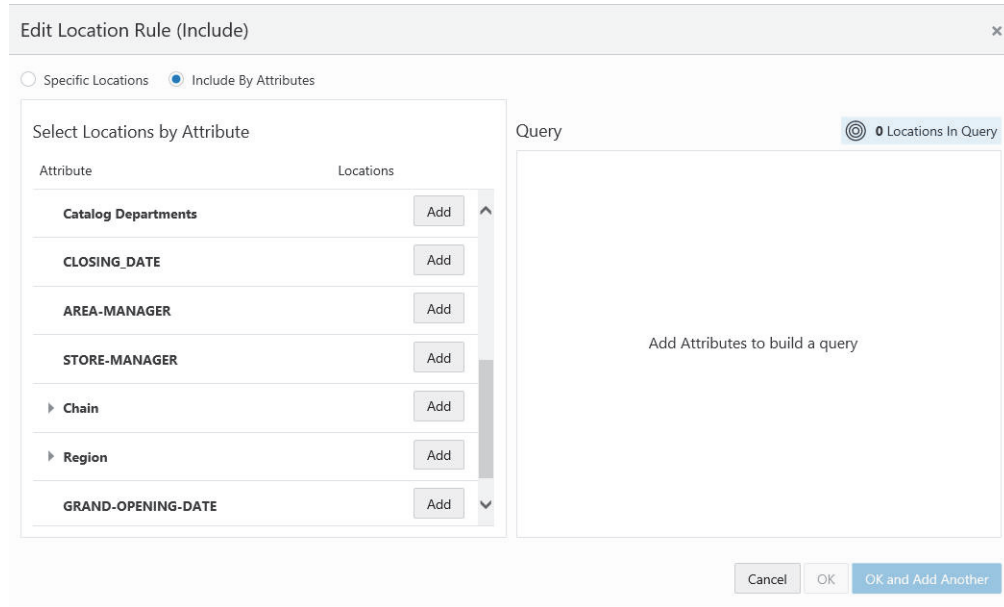 Edit Location Rule (Include)
Specific Locations Include By Attributes
Select Locations by Attribute
Attribute Locations
Catalog Departments Add
CLOSING_DATE Add
AREA-MANAGER Add
STORE-MANAGER Add
Chain Add
Region Add
GRAND-OPENING-DATE Add
Query 0 Locations In Query
Add Attributes to build a query
Cancel OK OK and Add Another